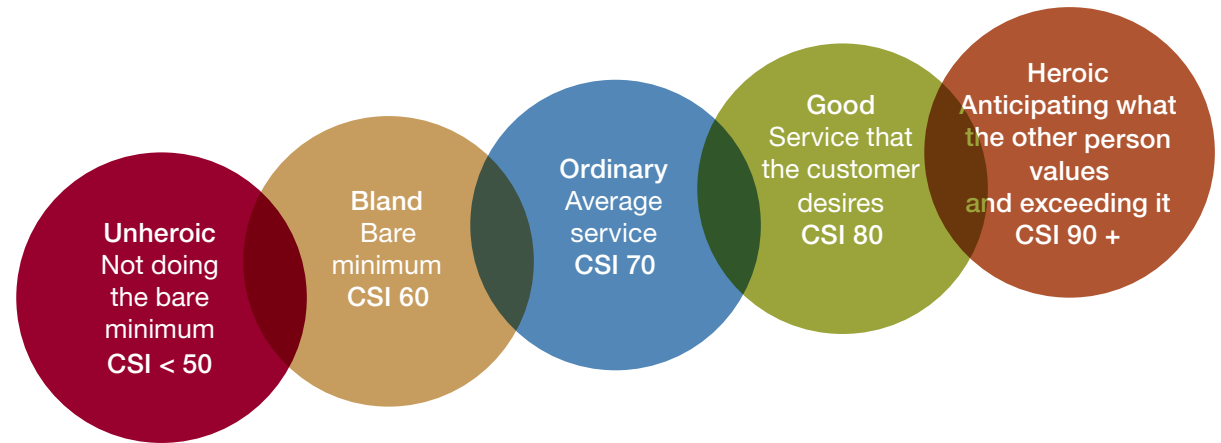 Unheroic
Not doing
the bare
minimum
CSI < 50
Bland
Bare
minimum
CSI 60
Ordinary
Average
service
CSI 70
Good
Service that
the customer
desires
CSI 80
Heroic
Anticipating what
the other person
values
and exceeding it
CSI 90 +